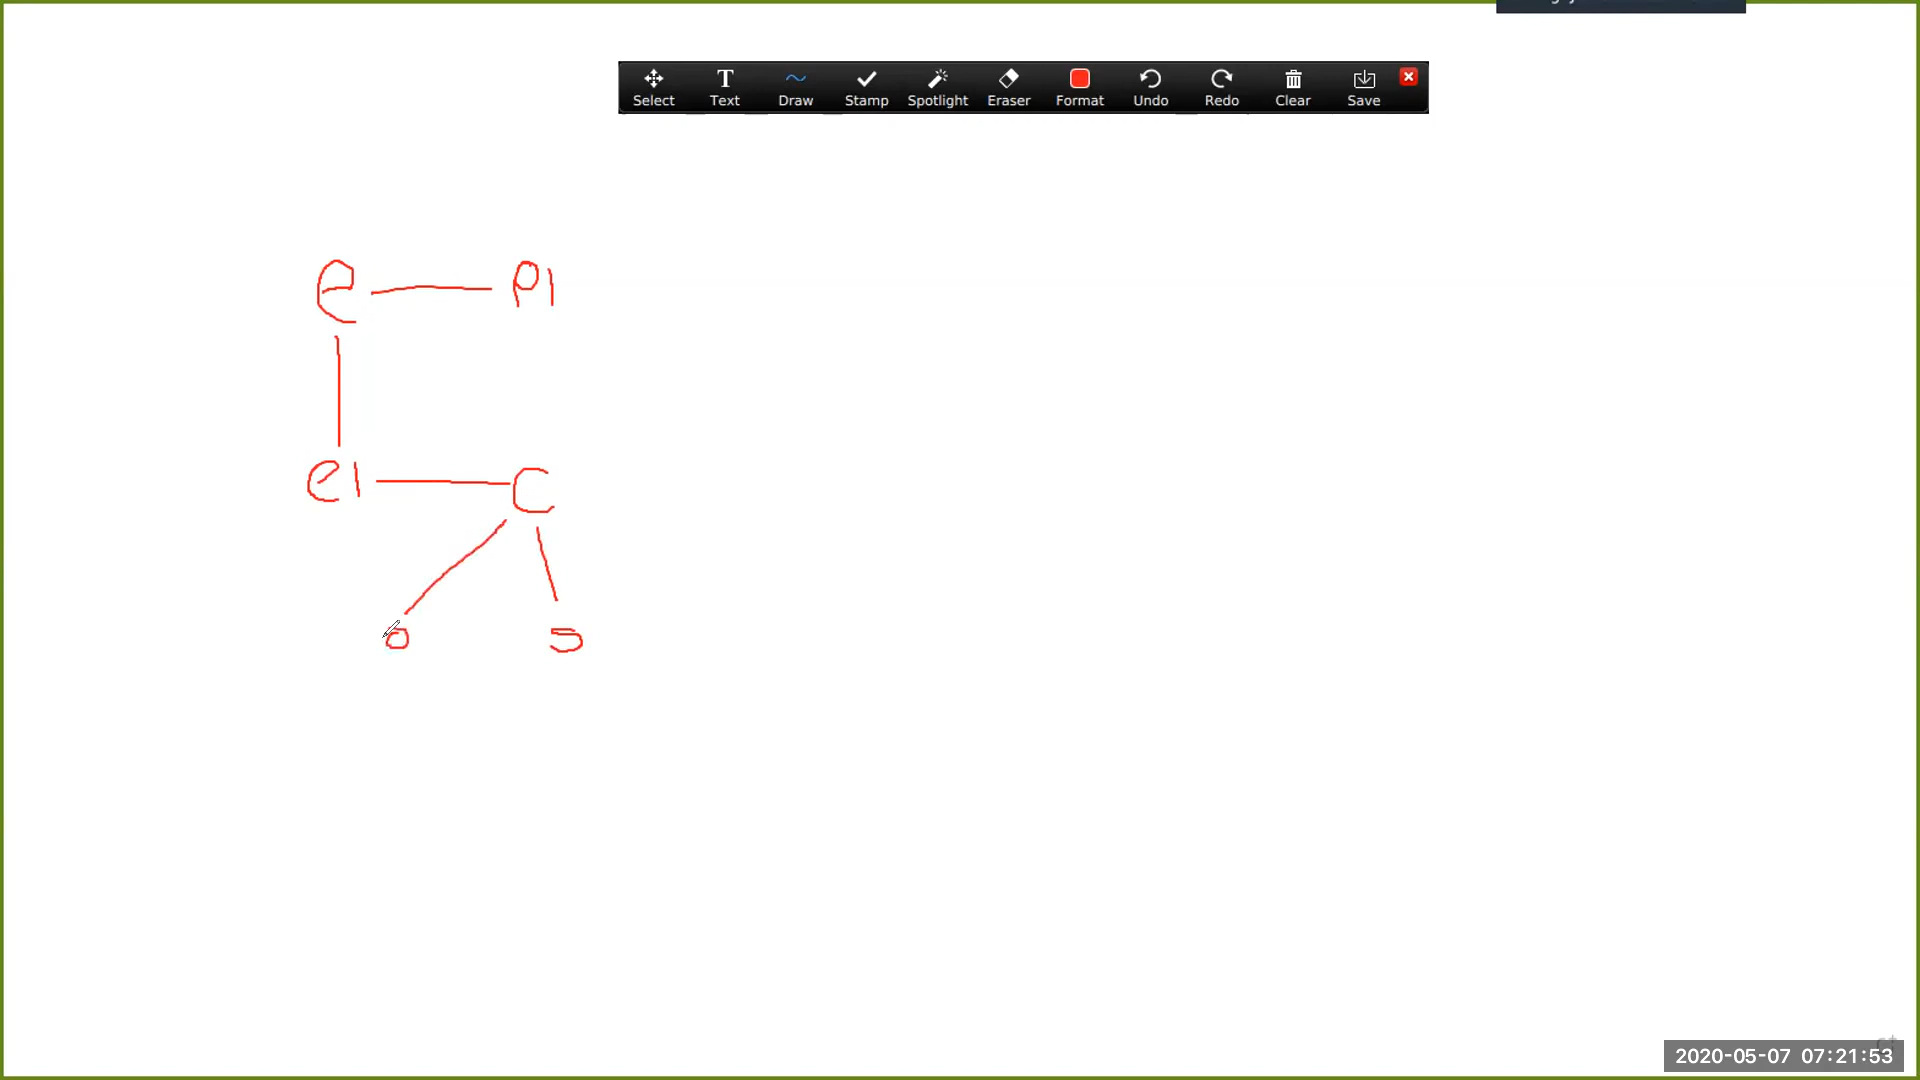 Select Text Draw Stamp Spotlight Eraser Format Undo Redo Clear Save
e P1
e1 C
o
2020-05-07 07:21:53